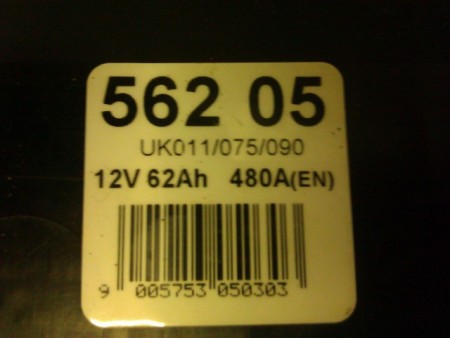 562 05
UK011/075/090
12V 62Ah 480A(EN)
9 005753 050303